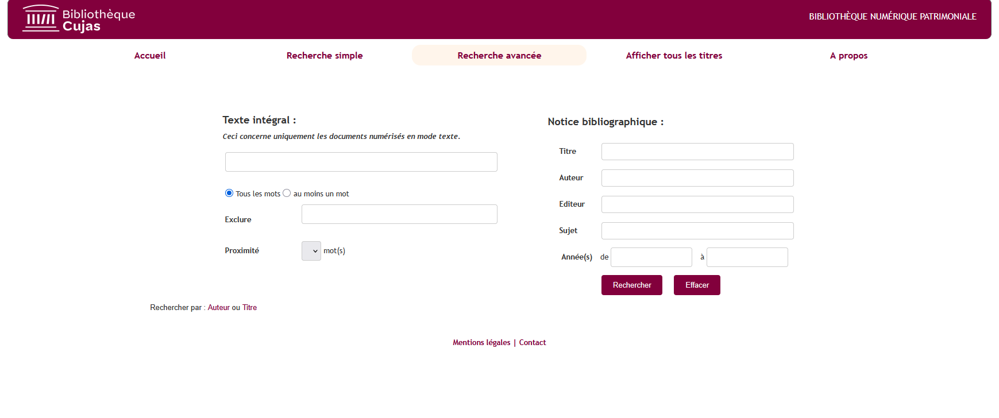 Bibliothèque
Cujas
BIBLIOTHÈQUE NUMÉRIQUE PATRIMONIALE
Accueil
Recherche simple
Recherche avancée
Afficher tous les titres
A propos
Texte intégral :
Ceci concerne uniquement les documents numérisés en mode texte.
Tous les mots au moins un mot
Exclure
Proximité mot(s)
Notice bibliographique :
Titre
Auteur
Editeur
Sujet
Année(s) de à
Rechercher Effacer
Rechercher par : Auteur ou Titre
Mentions légales | Contact